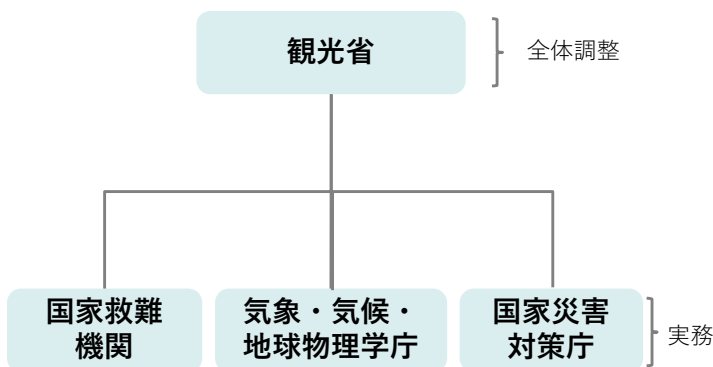 観光省
全体調整
国家救難
機関
気象・気候・
地球物理学庁
国家災害
対策庁
実務